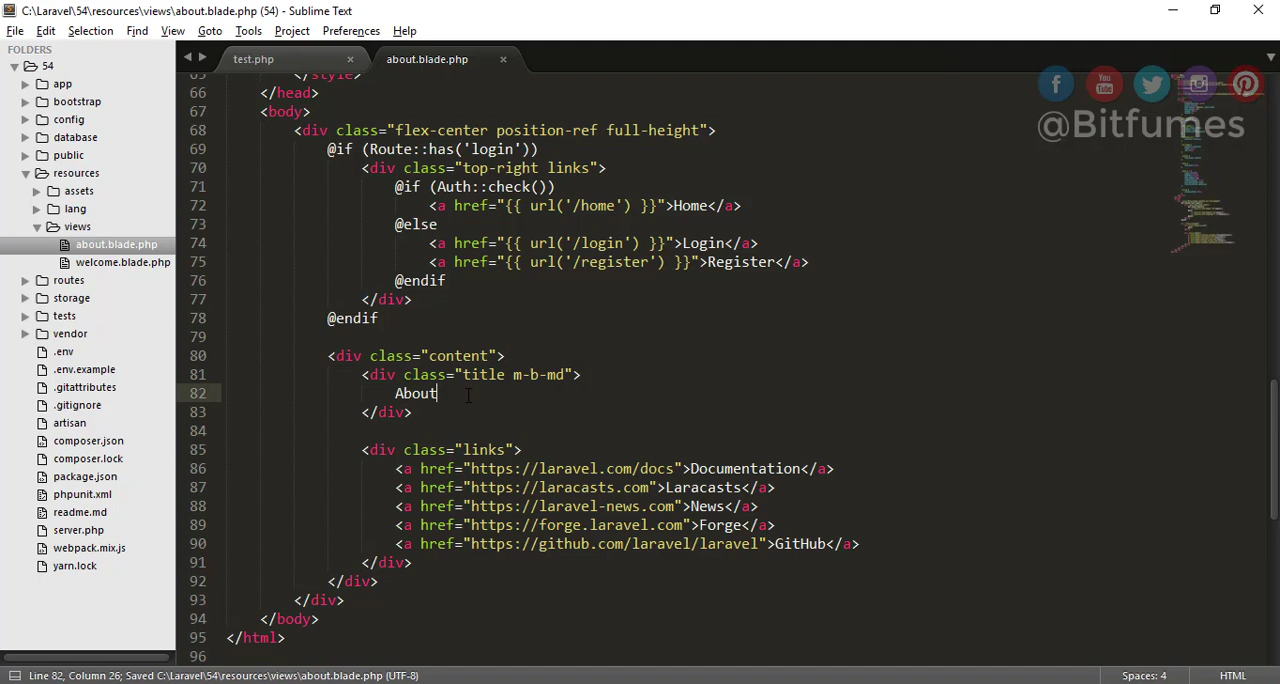 C:\Laravel\54\resources\views\about.blade.php (54) - Sublime Text
File Edit Selection Find View Goto Tools Project Preferences Help
FOLDERS
54
app
bootstrap
config
database
public
resources
assets
lang
views
about.blade.php
welcome.blade.php
routes
storage
tests
vendor
.env
.env.example
.gitattributes
.gitignore
artisan
composer.json
composer.lock
package.json
phpunit.xml
readme.md
server.php
webpack.mix.js
yarn.lock
test.php × about.blade.php ×
f You Tube
@Bitfumes
65 </style>
66 </head>
67 <body>
68 <div class="flex-center position-ref full-height">
69 @if (Route::has('login'))
70 <div class="top-right links">
71 @if (Auth::check())
72 <a href="{{ url('/home') }}">Home</a>
73 @else
74 <a href="{{ url('/login') }}">Login</a>
75 <a href="{{ url('/register') }}">Register</a>
76 @endif
77 </div>
78 @endif
79
80 <div class="content">
81 <div class="title m-b-md">
82 About
83 </div>
84
85 <div class="links">
86 <a href="https://laravel.com/docs">Documentation</a>
87 <a href="https://laracasts.com">Laracasts</a>
88 <a href="https://laravel-news.com">News</a>
89 <a href="https://forge.laravel.com">Forge</a>
90 <a href="https://github.com/laravel/laravel">GitHub</a>
91 </div>
92 </div>
93 </div>
94 </body>
95 </html>
96
Line 82, Column 26; Saved C:\Laravel\54\resources\views\about.blade.php (UTF-8) Spaces: 4 HTML